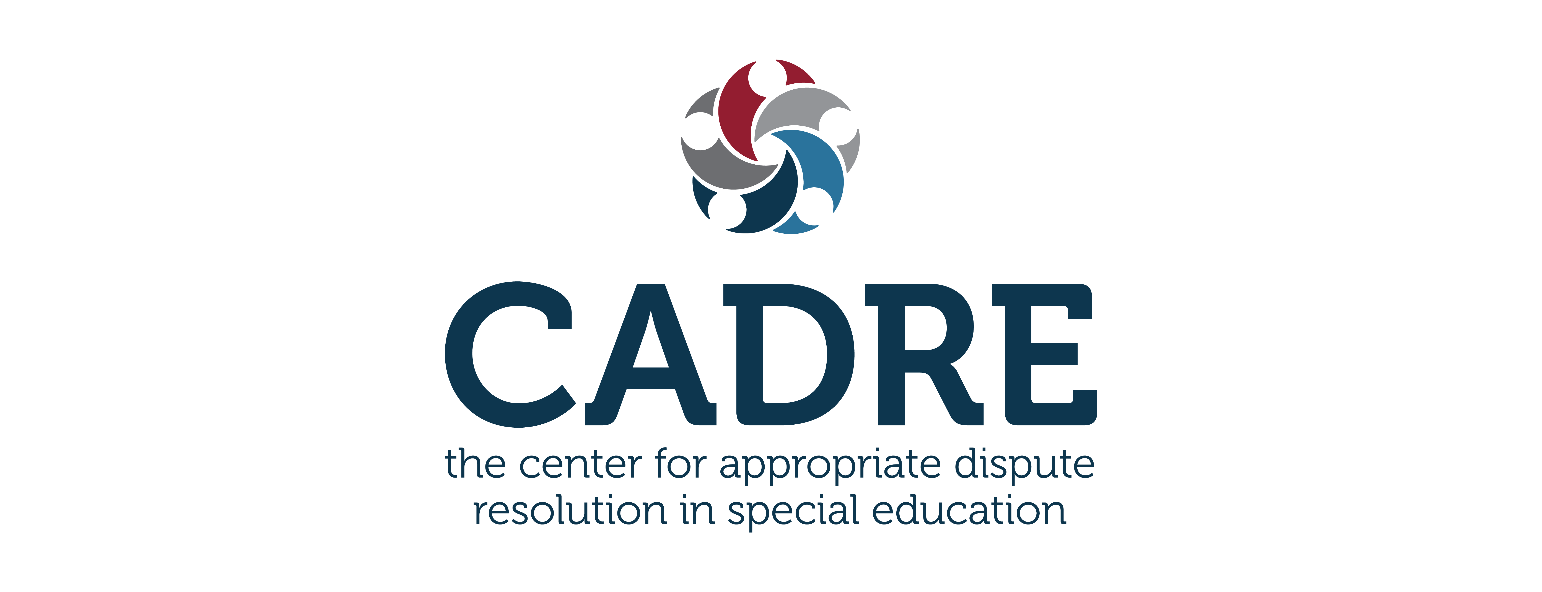 CADRE
the center for appropriate dispute
resolution in special education